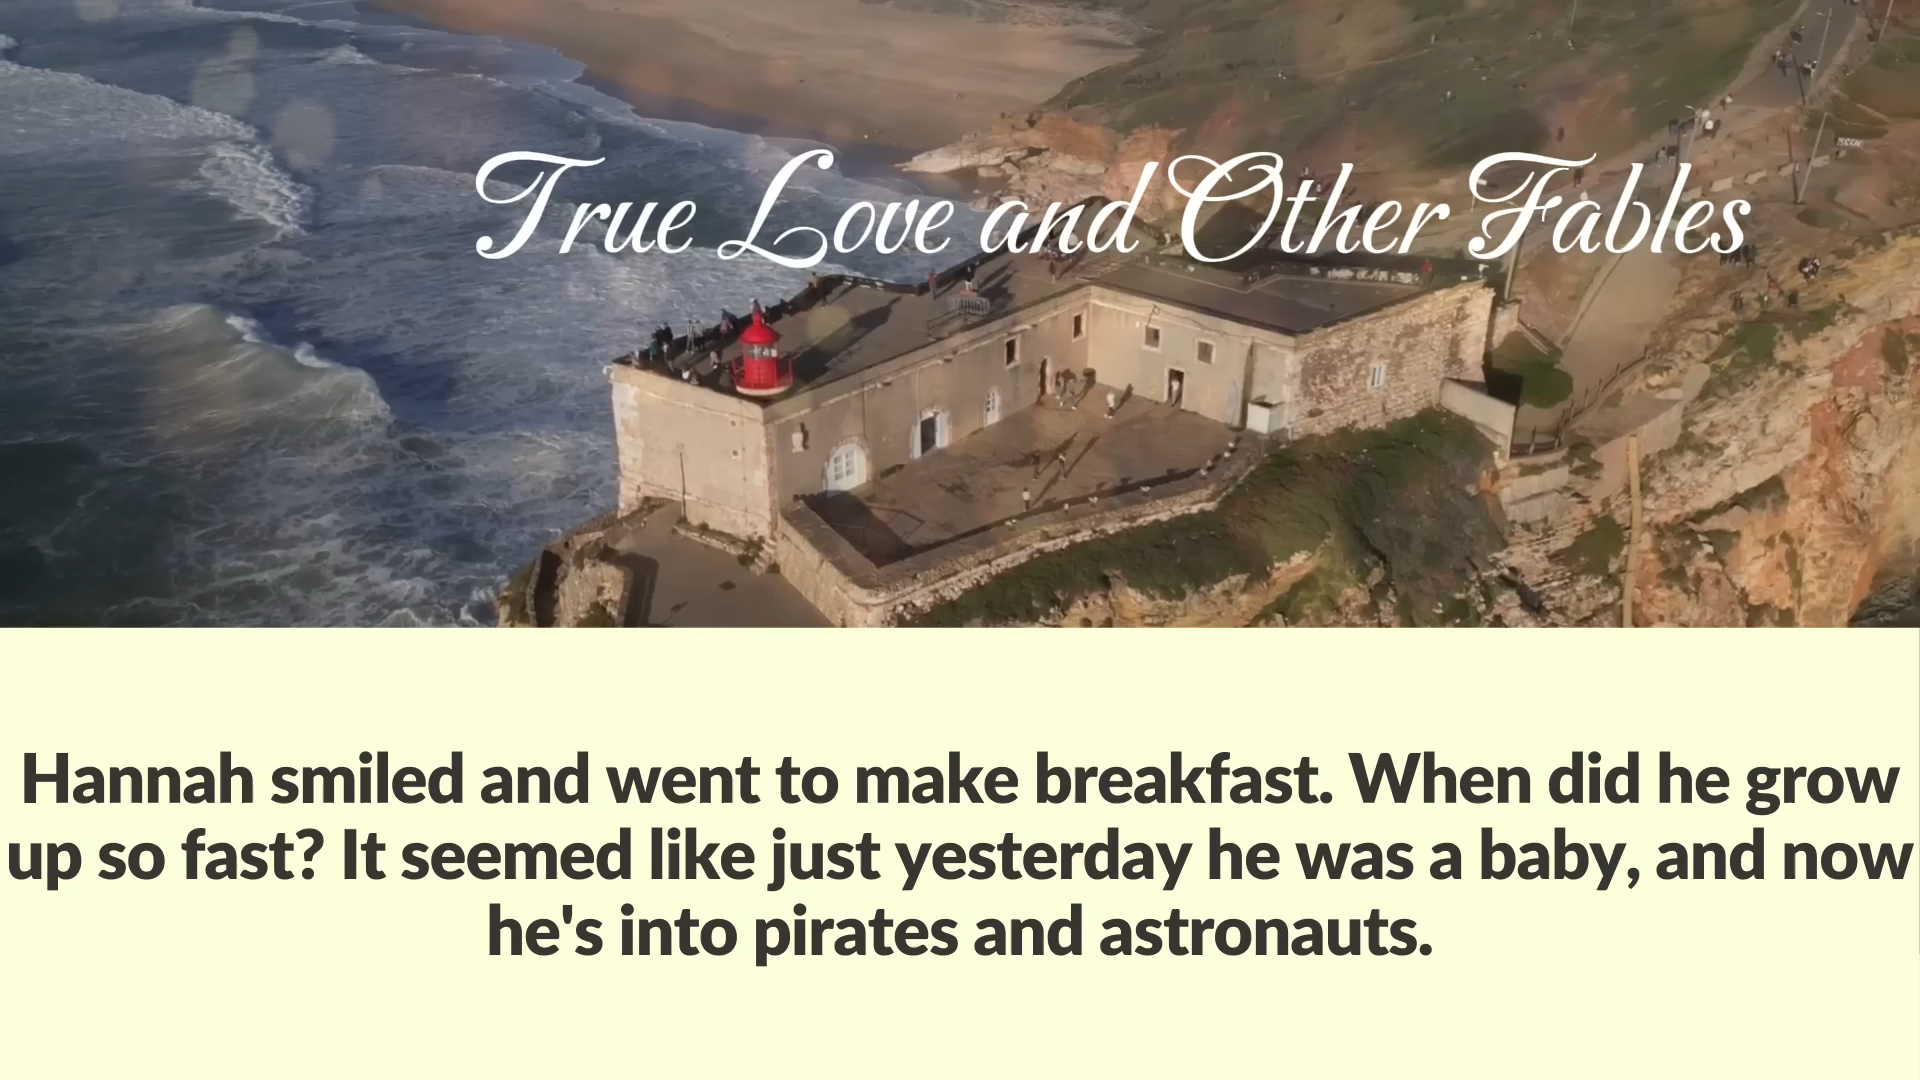 True Love and Other Fables
Hannah smiled and went to make breakfast. When did he grow
up so fast? It seemed like just yesterday he was a baby, and now
he's into pirates and astronauts.